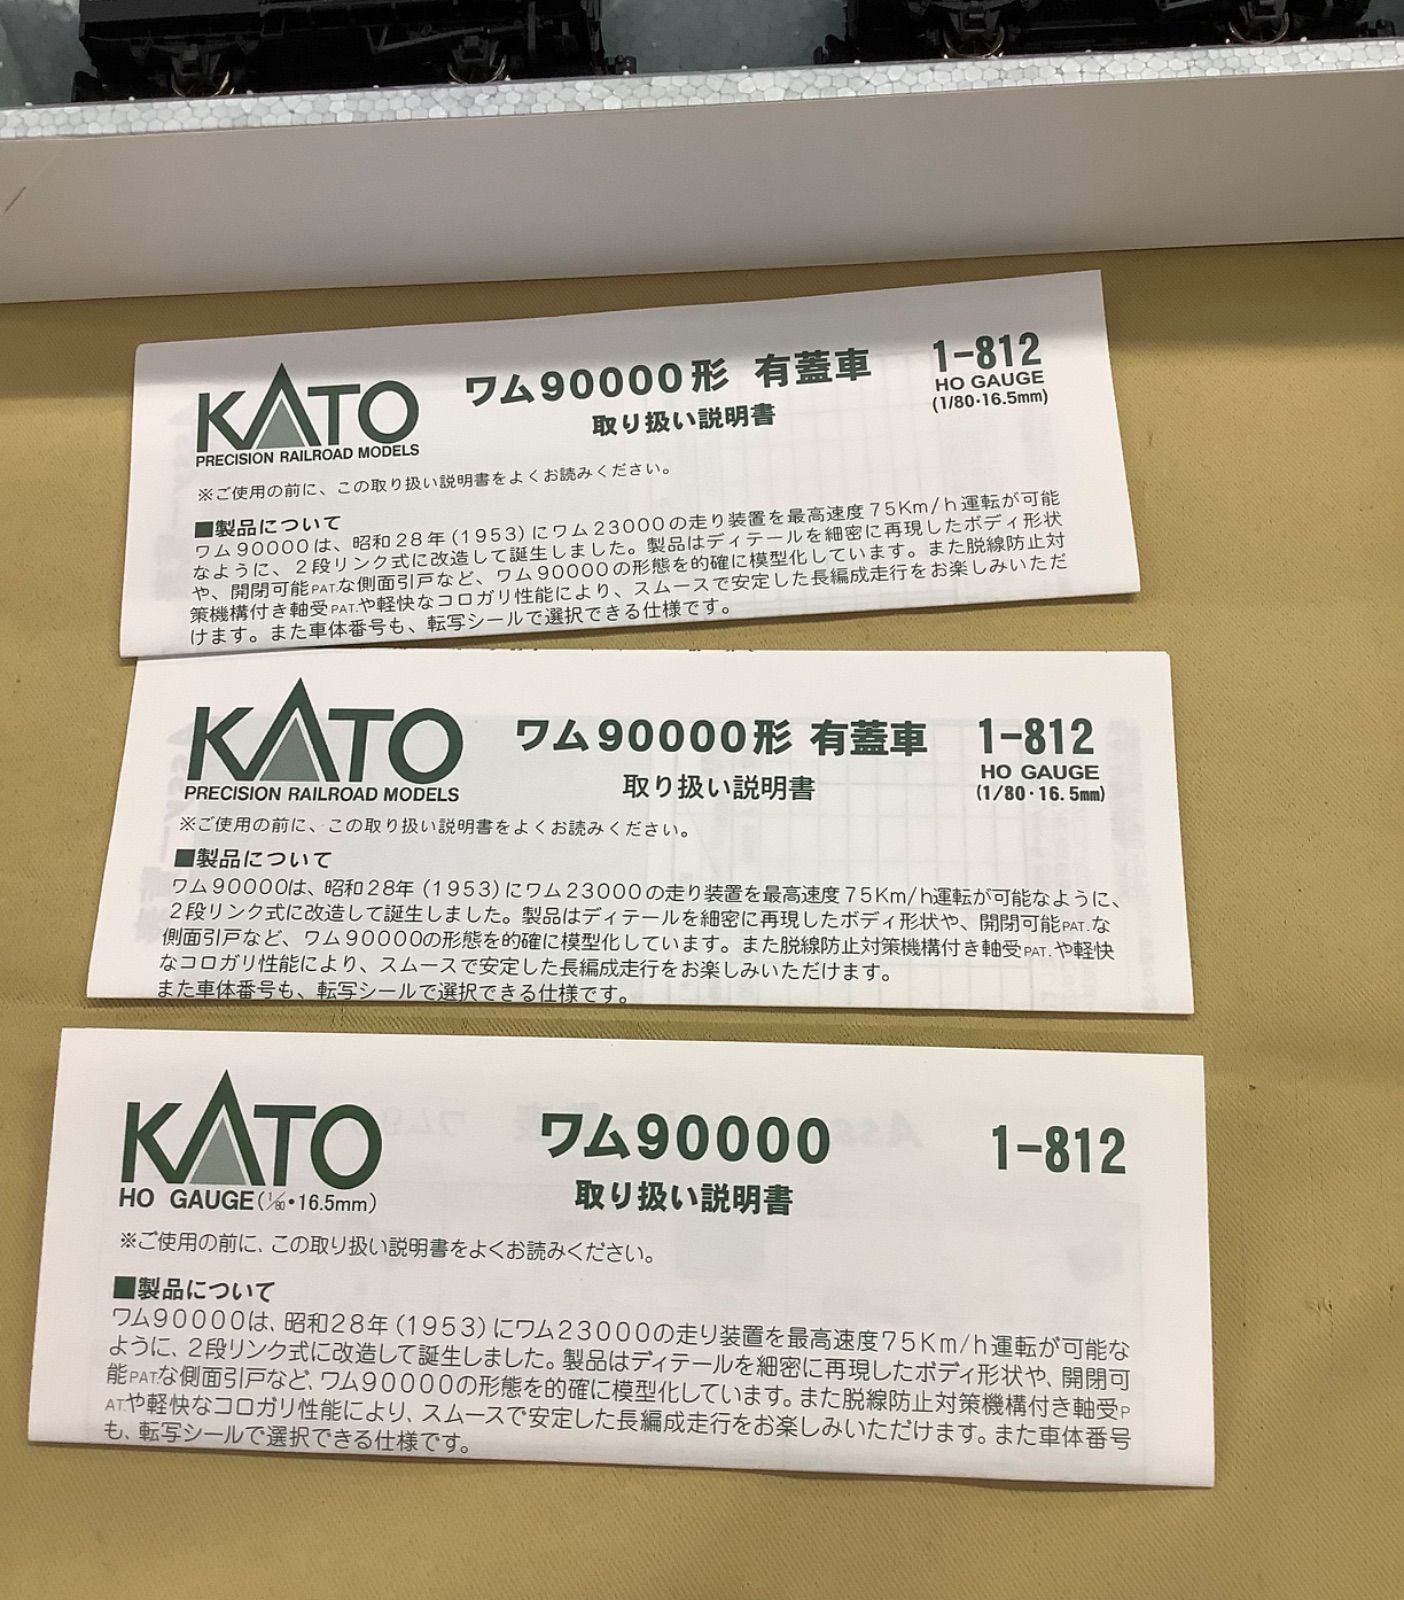 KATO
PRECISION RAILROAD MODELS
ワム90000形 有蓋車
取り扱い説明書
1-812
HO GAUGE
(1/80・16.5mm)
※ご使用の前に、この取り扱い説明書をよくお読みください。
■製品について
ワム90000は、昭和28年(1953)にワム23000の走り装置を最高速度75Km/h運転が可能
なように、2段リンク式に改造して誕生しました。製品はディテールを細密に再現したボディ形状
や、開閉可能PAT.な側面引戸など、ワム90000の形態を的確に模型化しています。また脱線防止対
策機構付き軸受PAT.や軽快なコロガリ性能により、スムースで安定した長編成走行をお楽しみいただ
けます。また車体番号も、転写シールで選択できる仕様です。
KATO
PRECISION RAILROAD MODELS
ワム90000形 有蓋車
取り扱い説明書
1-812
HO GAUGE
(1/80・16.5mm)
※ご使用の前に、この取り扱い説明書をよくお読みください。
■製品について
ワム90000は、昭和28年(1953)にワム23000の走り装置を最高速度75Km/h運転が可能なように、
2段リンク式に改造して誕生しました。製品はディテールを細密に再現したボディ形状や、開閉可能PAT.な
側面引戸など、ワム90000の形態を的確に模型化しています。また脱線防止対策機構付き軸受PAT.や軽快
なコロガリ性能により、スムースで安定した長編成走行をお楽しみいただけます。
また車体番号も、転写シールで選択できる仕様です。
KATO
HO GAUGE(1/80・16.5mm)
ワム90000
取り扱い説明書
1-812
※ご使用の前に、この取り扱い説明書をよくお読みください。
■製品について
ワム90000は、昭和28年(1953)にワム23000の走り装置を最高速度75Km/h運転が可能な
ように、2段リンク式に改造して誕生しました。製品はディテールを細密に再現したボディ形状や、開閉可
能PAT.な側面引戸など、ワム90000の形態を的確に模型化しています。また脱線防止対策機構付き軸受P
AT.や軽快なコロガリ性能により、スムースで安定した長編成走行をお楽しみいただけます。また車体番号
も、転写シールで選択できる仕様です。